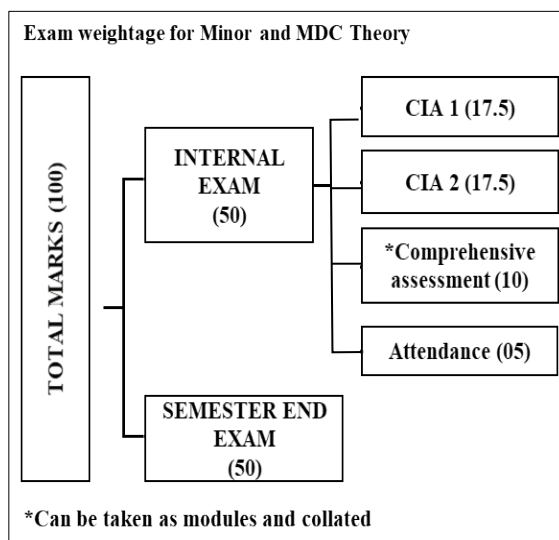 Exam weightage for Minor and MDC Theory
TOTAL MARKS (100)
INTERNAL
EXAM
(50)
CIA 1 (17.5)
CIA 2 (17.5)
*Comprehensive
assessment (10)
Attendance (05)
SEMESTER END
EXAM
(50)
*Can be taken as modules and collated